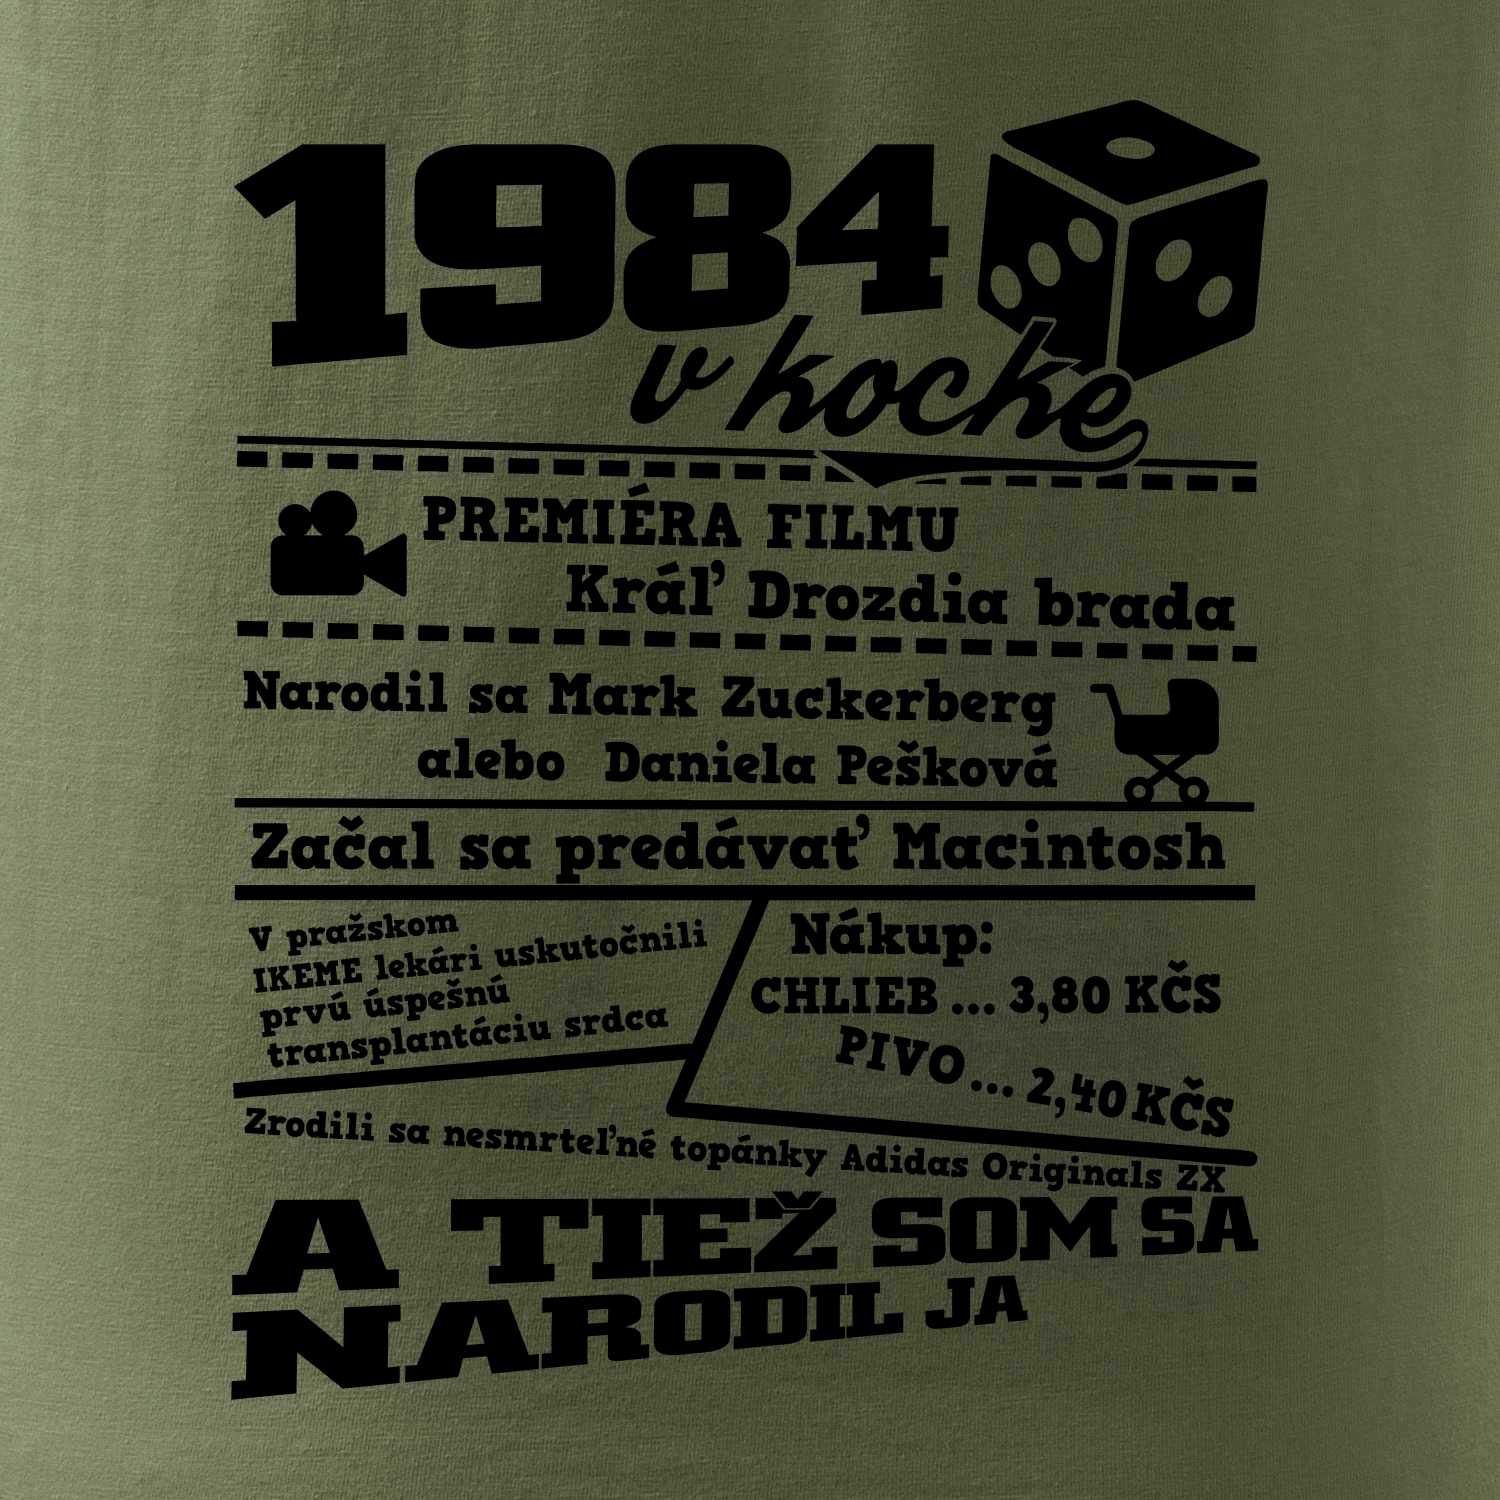 1984
v kocke
PREMIÉRA FILMU
Kráľ Drozdia brada
Narodil sa Mark Zuckerberg
alebo Daniela Pešková
Začal sa predávať Macintosh
V pražskom
IKEME lekári uskutočnili
prvú úspešnú
transplantáciu srdca
Nákup:
CHLIEB ... 3,80 KČS
PIVO ... 2,40 KČS
Zrodili sa nesmrteľné topánky Adidas Originals ZX
A TIEŽ SOM SA
NARODIL JA